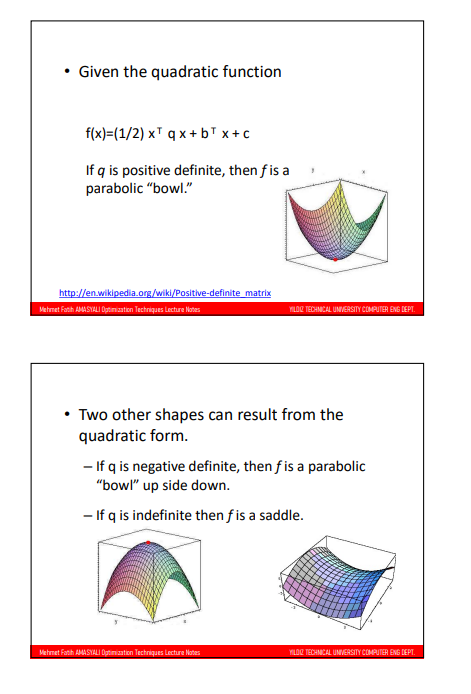 • Given the quadratic function
f(x)=(1/2) xᵀ q x + bᵀ x + c
If q is positive definite, then f is a
parabolic “bowl.”
y
x
http://en.wikipedia.org/wiki/Positive-definite_matrix
Mehmet Fatih AMASYALI Optimization Techniques Lecture Notes
YILDIZ TECHNICAL UNIVERSITY COMPUTER ENG DEPT.
• Two other shapes can result from the
quadratic form.
– If q is negative definite, then f is a parabolic
“bowl” up side down.
– If q is indefinite then f is a saddle.
y
x
Mehmet Fatih AMASYALI Optimization Techniques Lecture Notes
YILDIZ TECHNICAL UNIVERSITY COMPUTER ENG DEPT.